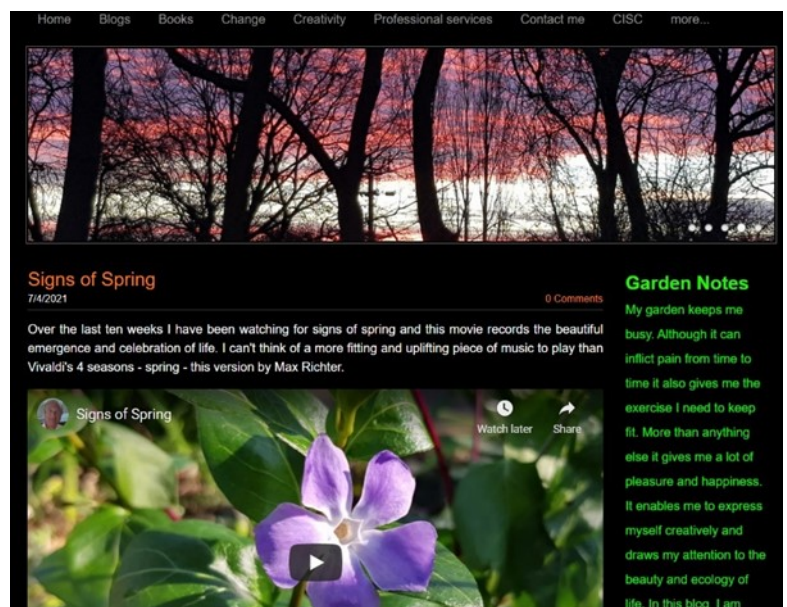 Home Blogs Books Change Creativity Professional services Contact me CISC more...
Signs of Spring
7/4/2021 0 Comments
Over the last ten weeks I have been watching for signs of spring and this movie records the beautiful
emergence and celebration of life. I can't think of a more fitting and uplifting piece of music to play than
Vivaldi's 4 seasons - spring - this version by Max Richter.
Signs of Spring
Watch later Share
Garden Notes
My garden keeps me
busy. Although it can
inflict pain from time to
time it also gives me the
exercise I need to keep
fit. More than anything
else it gives me a lot of
pleasure and happiness.
It enables me to express
myself creatively and
draws my attention to the
beauty and ecology of
life. In this blog, I am